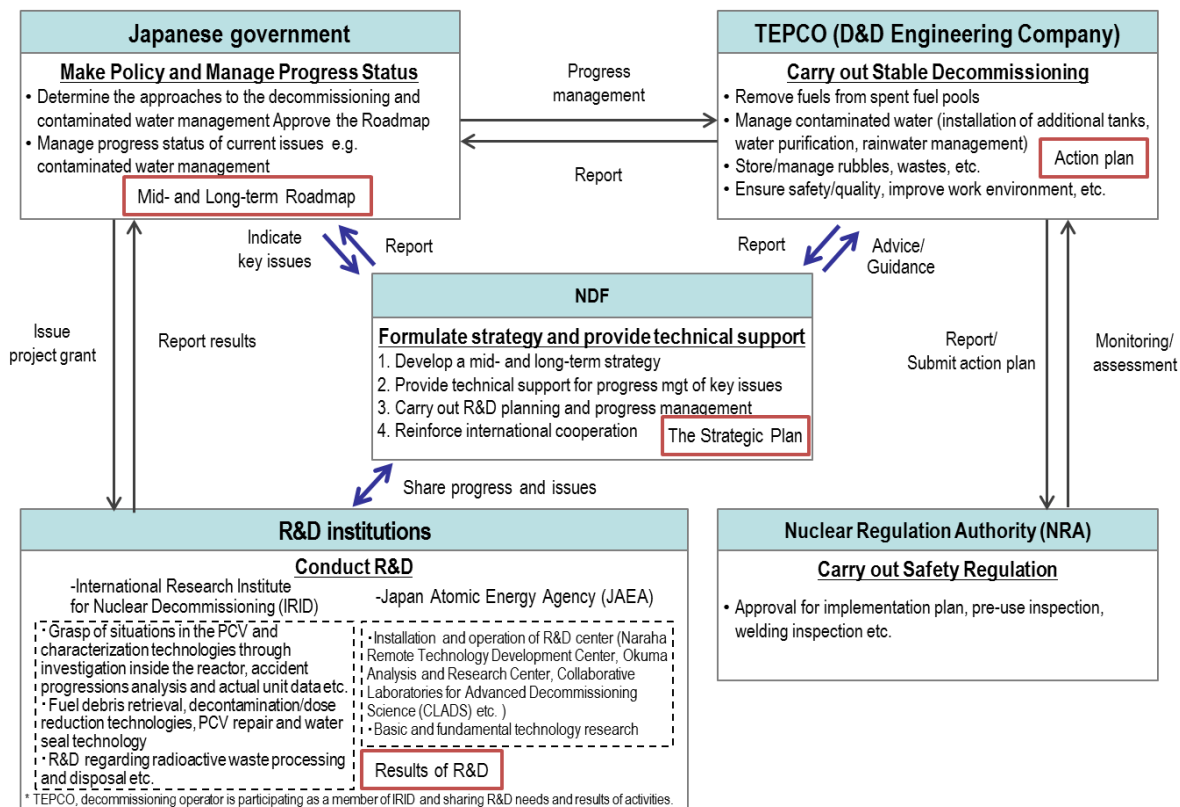 Japanese government
Make Policy and Manage Progress Status
• Determine the approaches to the decommissioning and
contaminated water management Approve the Roadmap
• Manage progress status of current issues e.g.
contaminated water management
Mid- and Long-term Roadmap
Progress
management
Report
TEPCO (D&D Engineering Company)
Carry out Stable Decommissioning
• Remove fuels from spent fuel pools
• Manage contaminated water (installation of additional tanks,
water purification, rainwater management)
• Store/manage rubbles, wastes, etc.
• Ensure safety/quality, improve work environment, etc.
Action plan
Indicate
key issues
Report
Report
Advice/
Guidance
NDF
Formulate strategy and provide technical support
1. Develop a mid- and long-term strategy
2. Provide technical support for progress mgt of key issues
3. Carry out R&D planning and progress management
4. Reinforce international cooperation
The Strategic Plan
Issue
project grant
Report results
Report/
Submit action plan
Monitoring/
assessment
Share progress and issues
R&D institutions
Conduct R&D
-International Research Institute
for Nuclear Decommissioning (IRID)
・Grasp of situations in the PCV and
characterization technologies through
investigation inside the reactor, accident
progressions analysis and actual unit data etc.
・Fuel debris retrieval, decontamination/dose
reduction technologies, PCV repair and water
seal technology
・R&D regarding radioactive waste processing
and disposal etc.
-Japan Atomic Energy Agency (JAEA)
・Installation and operation of R&D center (Naraha
Remote Technology Development Center, Okuma
Analysis and Research Center, Collaborative
Laboratories for Advanced Decommissioning
Science (CLADS) etc. )
・Basic and fundamental technology research
Results of R&D
* TEPCO, decommissioning operator is participating as a member of IRID and sharing R&D needs and results of activities.
Nuclear Regulation Authority (NRA)
Carry out Safety Regulation
• Approval for implementation plan, pre-use inspection,
welding inspection etc.